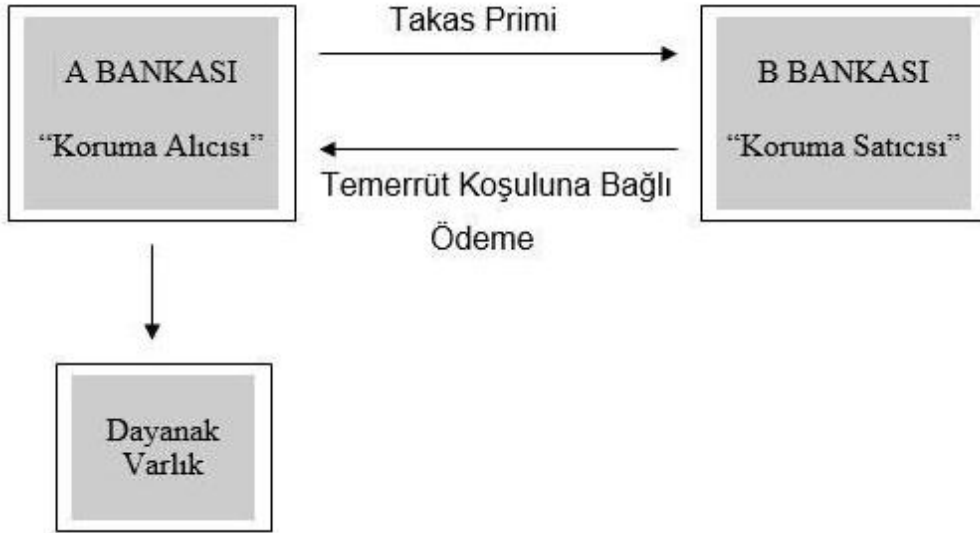 Takas Primi
A BANKASI
“Koruma Alıcısı”
B BANKASI
“Koruma Satıcısı”
Temerrüt Koşuluna Bağlı
Ödeme
Dayanak
Varlık